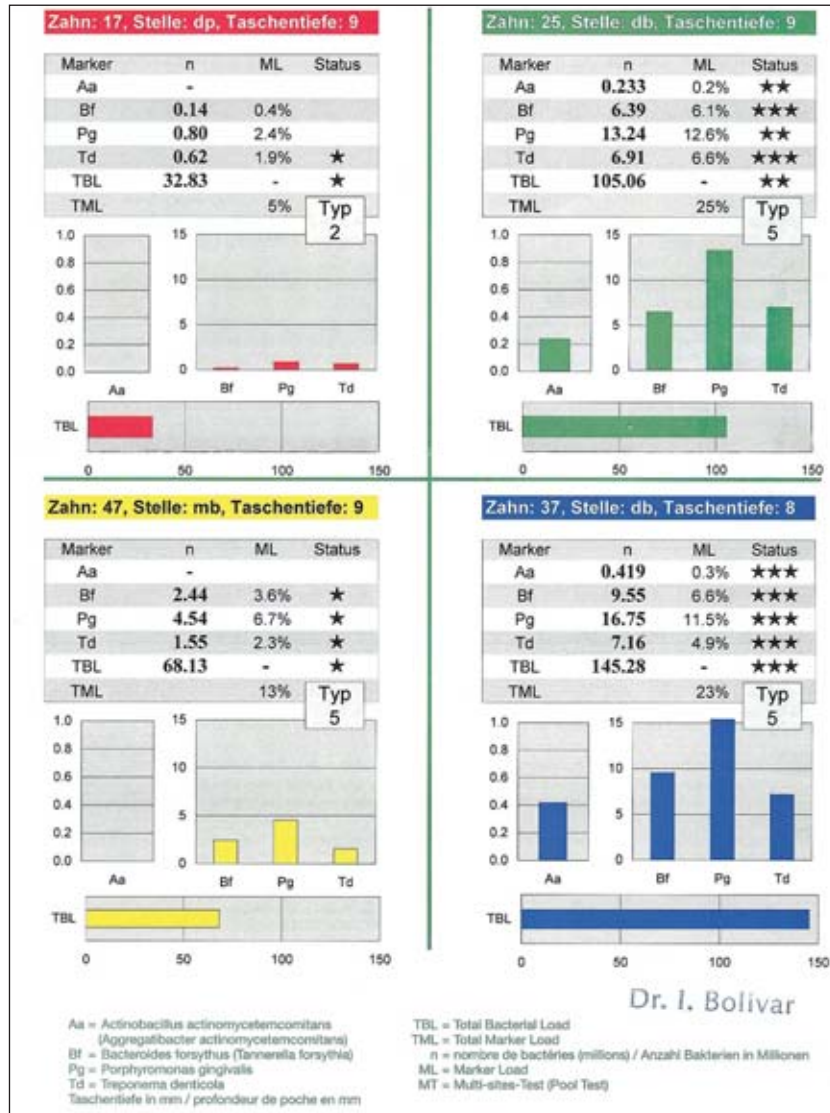 Zahn: 17, Stelle: dp, Taschentiefe: 9
Marker n ML Status
Aa -
Bf 0.14 0.4%
Pg 0.80 2.4%
Td 0.62 1.9% ★
TBL 32.83 - ★
TML 5% Typ 2
1.0
0.8
0.6
0.4
0.2
0.0
Aa
15
10
5
0
Bf Pg Td
TBL
0 50 100 150
Zahn: 25, Stelle: db, Taschentiefe: 9
Marker n ML Status
Aa 0.233 0.2% ★★
Bf 6.39 6.1% ★★★
Pg 13.24 12.6% ★★
Td 6.91 6.6% ★★★
TBL 105.06 - ★★
TML 25% Typ 5
1.0
0.8
0.6
0.4
0.2
0.0
Aa
15
10
5
0
Bf Pg Td
TBL
0 50 100 150
Zahn: 47, Stelle: mb, Taschentiefe: 9
Marker n ML Status
Aa -
Bf 2.44 3.6% ★
Pg 4.54 6.7% ★
Td 1.55 2.3% ★
TBL 68.13 - ★
TML 13% Typ 5
1.0
0.8
0.6
0.4
0.2
0.0
Aa
15
10
5
0
Bf Pg Td
TBL
0 50 100 150
Zahn: 37, Stelle: db, Taschentiefe: 8
Marker n ML Status
Aa 0.419 0.3% ★★★
Bf 9.55 6.6% ★★★
Pg 16.75 11.5% ★★★
Td 7.16 4.9% ★★★
TBL 145.28 - ★★★
TML 23% Typ 5
1.0
0.8
0.6
0.4
0.2
0.0
Aa
15
10
5
0
Bf Pg Td
TBL
0 50 100 150
Dr. I. Bolivar
Aa = Actinobacillus actinomycetemcomitans
(Aggregatibacter actinomycetemcomitans)
Bf = Bacteroides forsythus (Tannerella forsythia)
Pg = Porphyromonas gingivalis
Td = Treponema denticola
Taschentiefe in mm / profondeur de poche en mm
TBL = Total Bacterial Load
TML = Total Marker Load
n = nombre de bactéries (millions) / Anzahl Bakterien in Millionen
ML = Marker Load
MT = Multi-sites-Test (Pool Test)